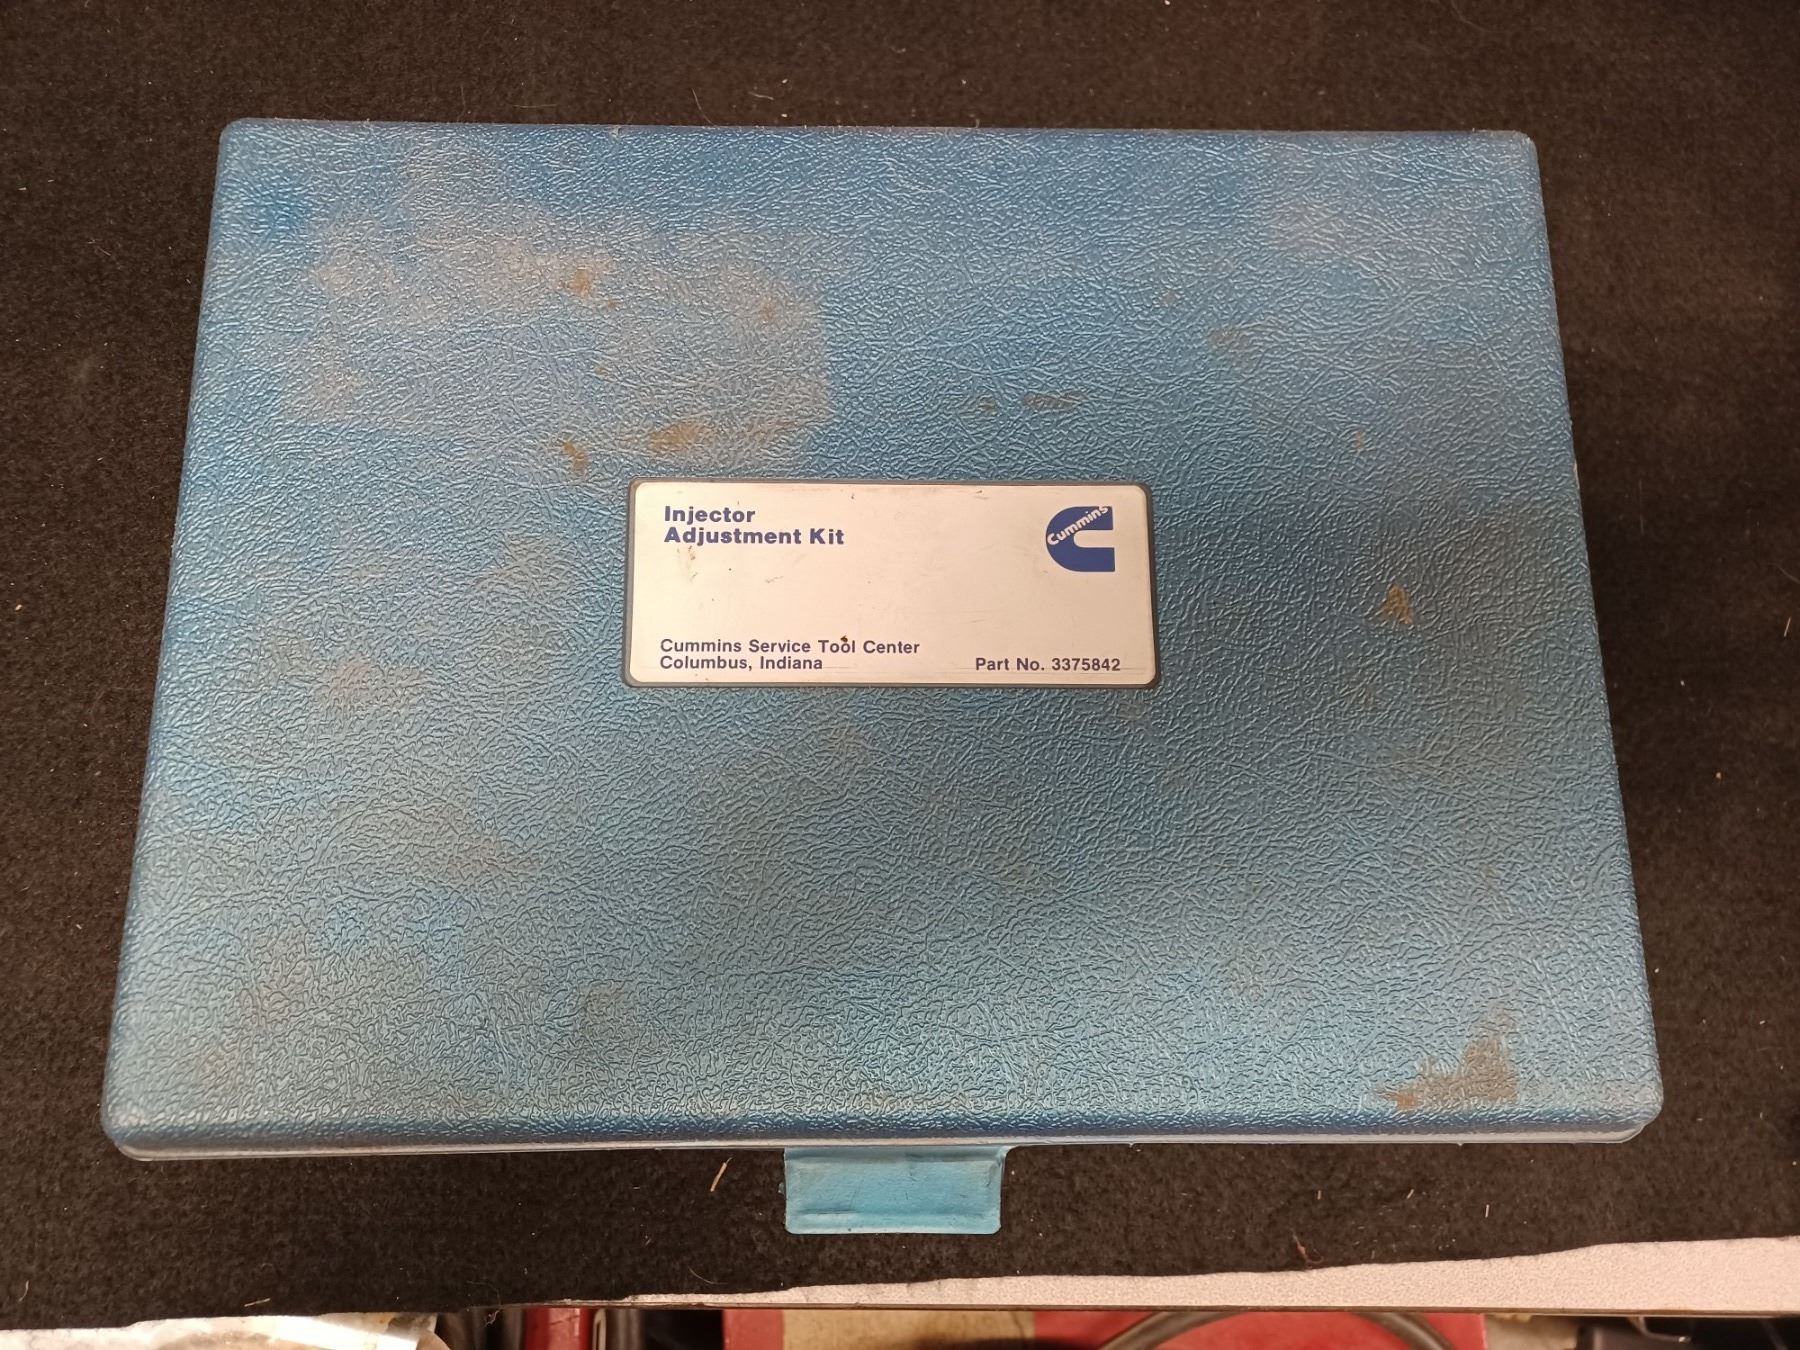 Injector
Adjustment Kit
Cummins
Cummins Service Tool Center
Columbus, Indiana
Part No. 3375842